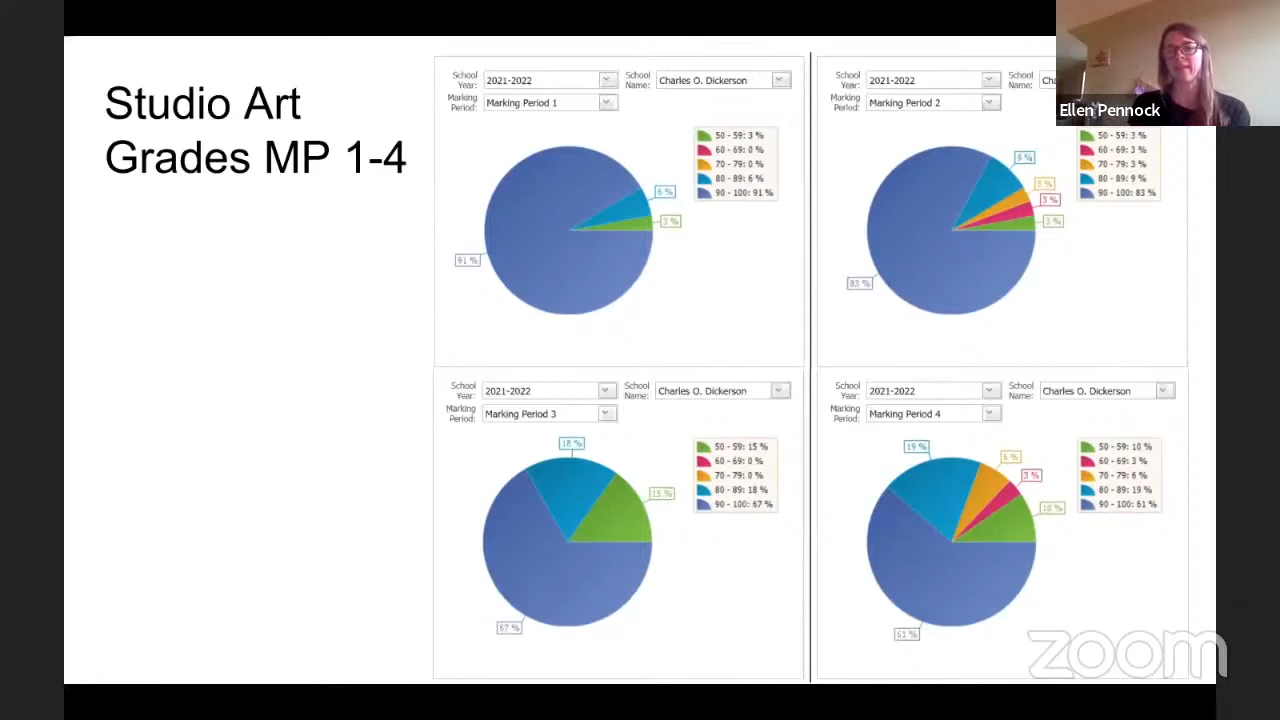 Studio Art
Grades MP 1-4
School Year: 2021-2022 School Name: Charles O. Dickerson
Marking Period: Marking Period 1
50 - 59: 3 %
60 - 69: 0 %
70 - 79: 0 %
80 - 89: 6 %
90 - 100: 91 %
6 %
3 %
91 %
School Year: 2021-2022 School Name: Cha
Marking Period: Marking Period 2
50 - 59: 3 %
60 - 69: 3 %
70 - 79: 3 %
80 - 89: 9 %
90 - 100: 83 %
9 %
3 %
3 %
3 %
83 %
Ellen Pennock
School Year: 2021-2022 School Name: Charles O. Dickerson
Marking Period: Marking Period 3
50 - 59: 15 %
60 - 69: 0 %
70 - 79: 0 %
80 - 89: 18 %
90 - 100: 67 %
18 %
15 %
67 %
School Year: 2021-2022 School Name: Charles O. Dickerson
Marking Period: Marking Period 4
50 - 59: 10 %
60 - 69: 3 %
70 - 79: 6 %
80 - 89: 19 %
90 - 100: 61 %
19 %
6 %
3 %
10 %
61 %
zoom